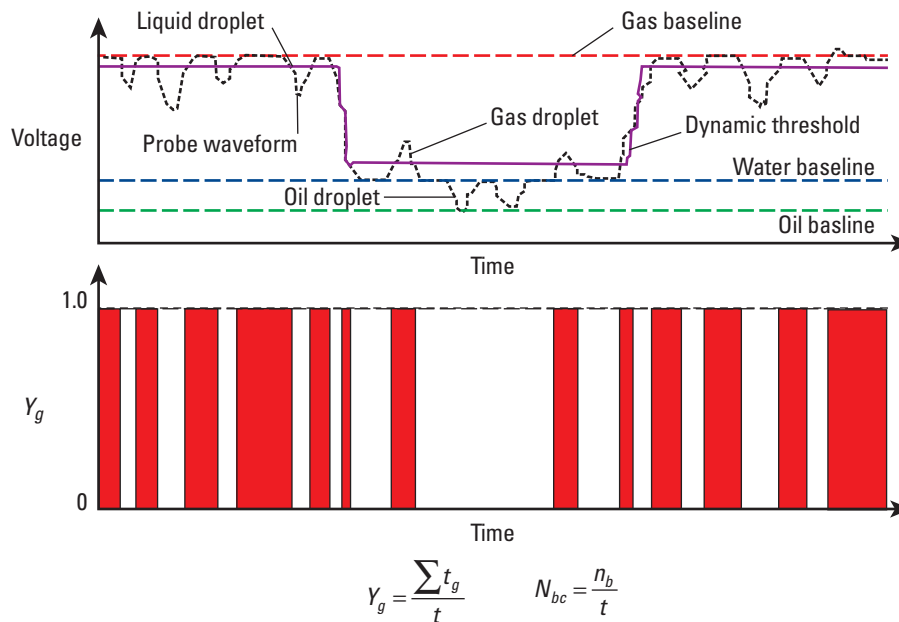 Liquid droplet
Gas baseline
Voltage
Probe waveform
Gas droplet
Dynamic threshold
Water baseline
Oil droplet
Oil basline
Time
1.0
Y_g
0
Time
Y_g = ∑t_g / t    N_bc = n_b / t